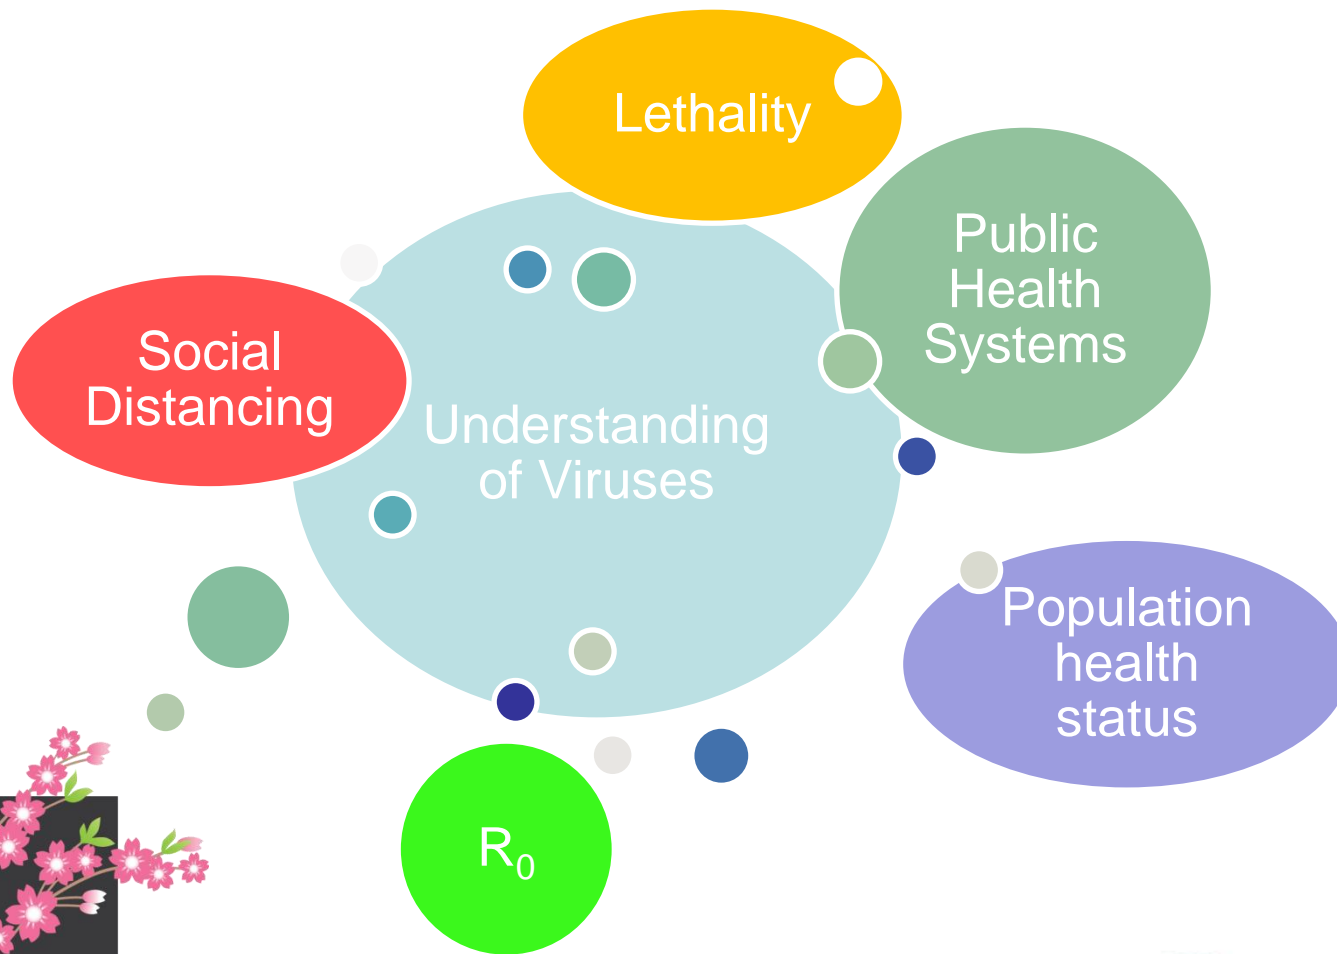 Lethality
Public
Health
Systems
Social
Distancing
Understanding
of Viruses
Population
health
status
R₀